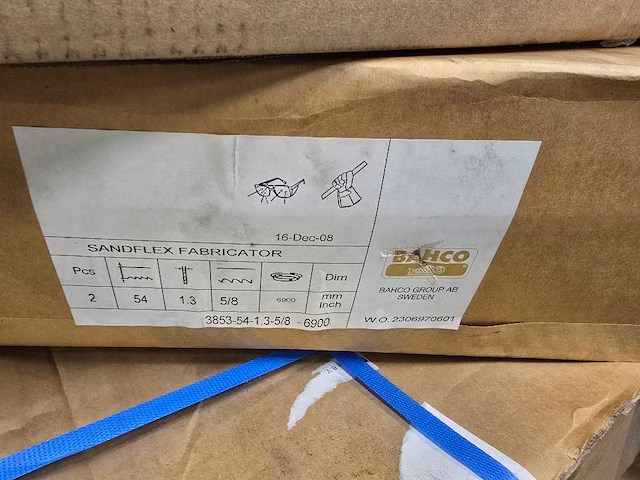 16-Dec-08
SANDFLEX FABRICATOR
Pcs Dim
2 54 1.3 5/8 6900 mm inch
3853-54-1.3-5/8 -6900
BAHCO
BAHCO GROUP AB
SWEDEN
W.O. 2306970601